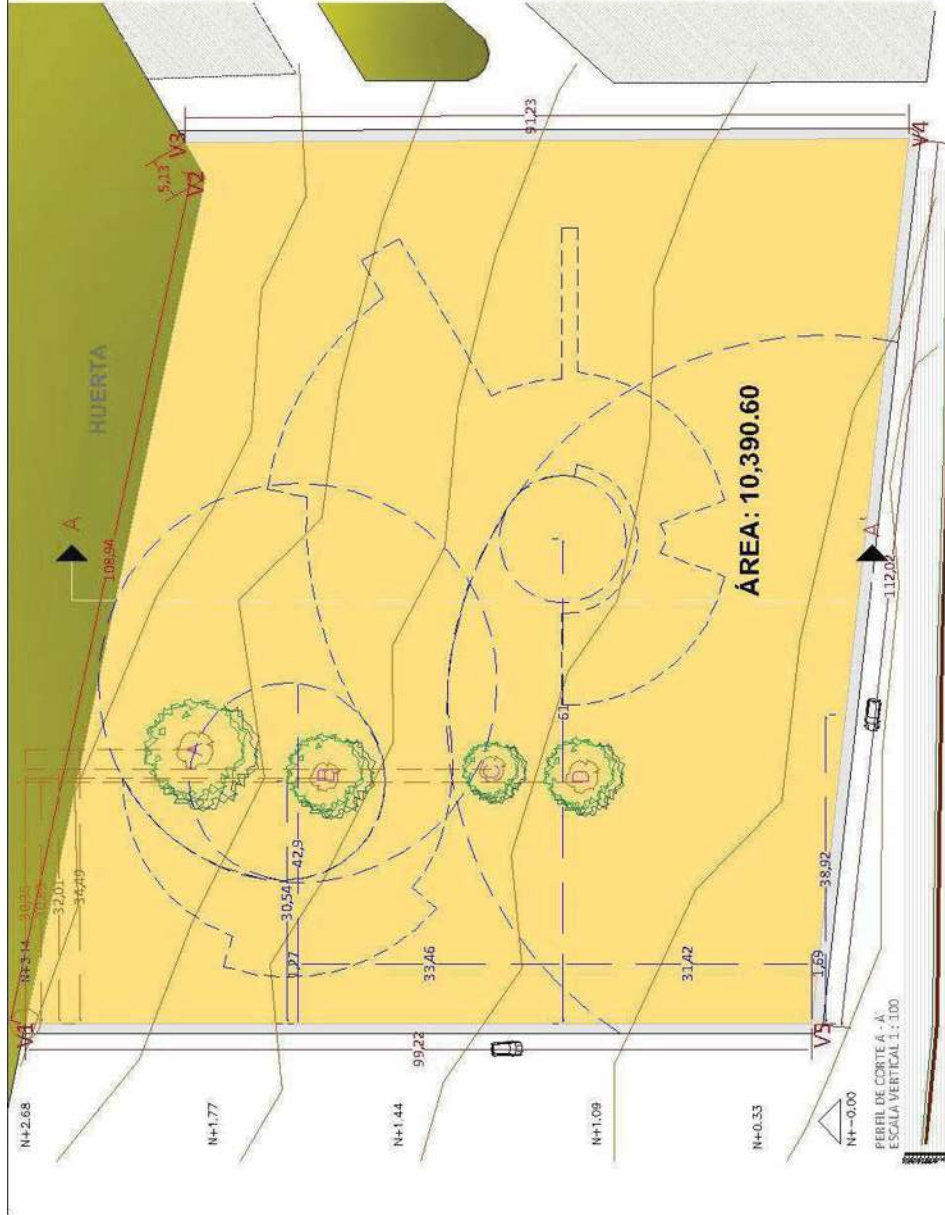 HUERTA
A
108,94
V1
V2
5,13
V3
91,23
V4
112,02
A'
V5
99,22
N+3.14
30,36
32,01
34,49
A
B
C
D
30,54
42,9
1,27
33,46
61
31,42
38,92
1,69
ÁREA: 10,390.60
N+2.68
N+1.77
N+1.44
N+1.09
N+0.33
N+-0.00
PERFIL DE CORTE A - A'
ESCALA VERTICAL 1 : 100